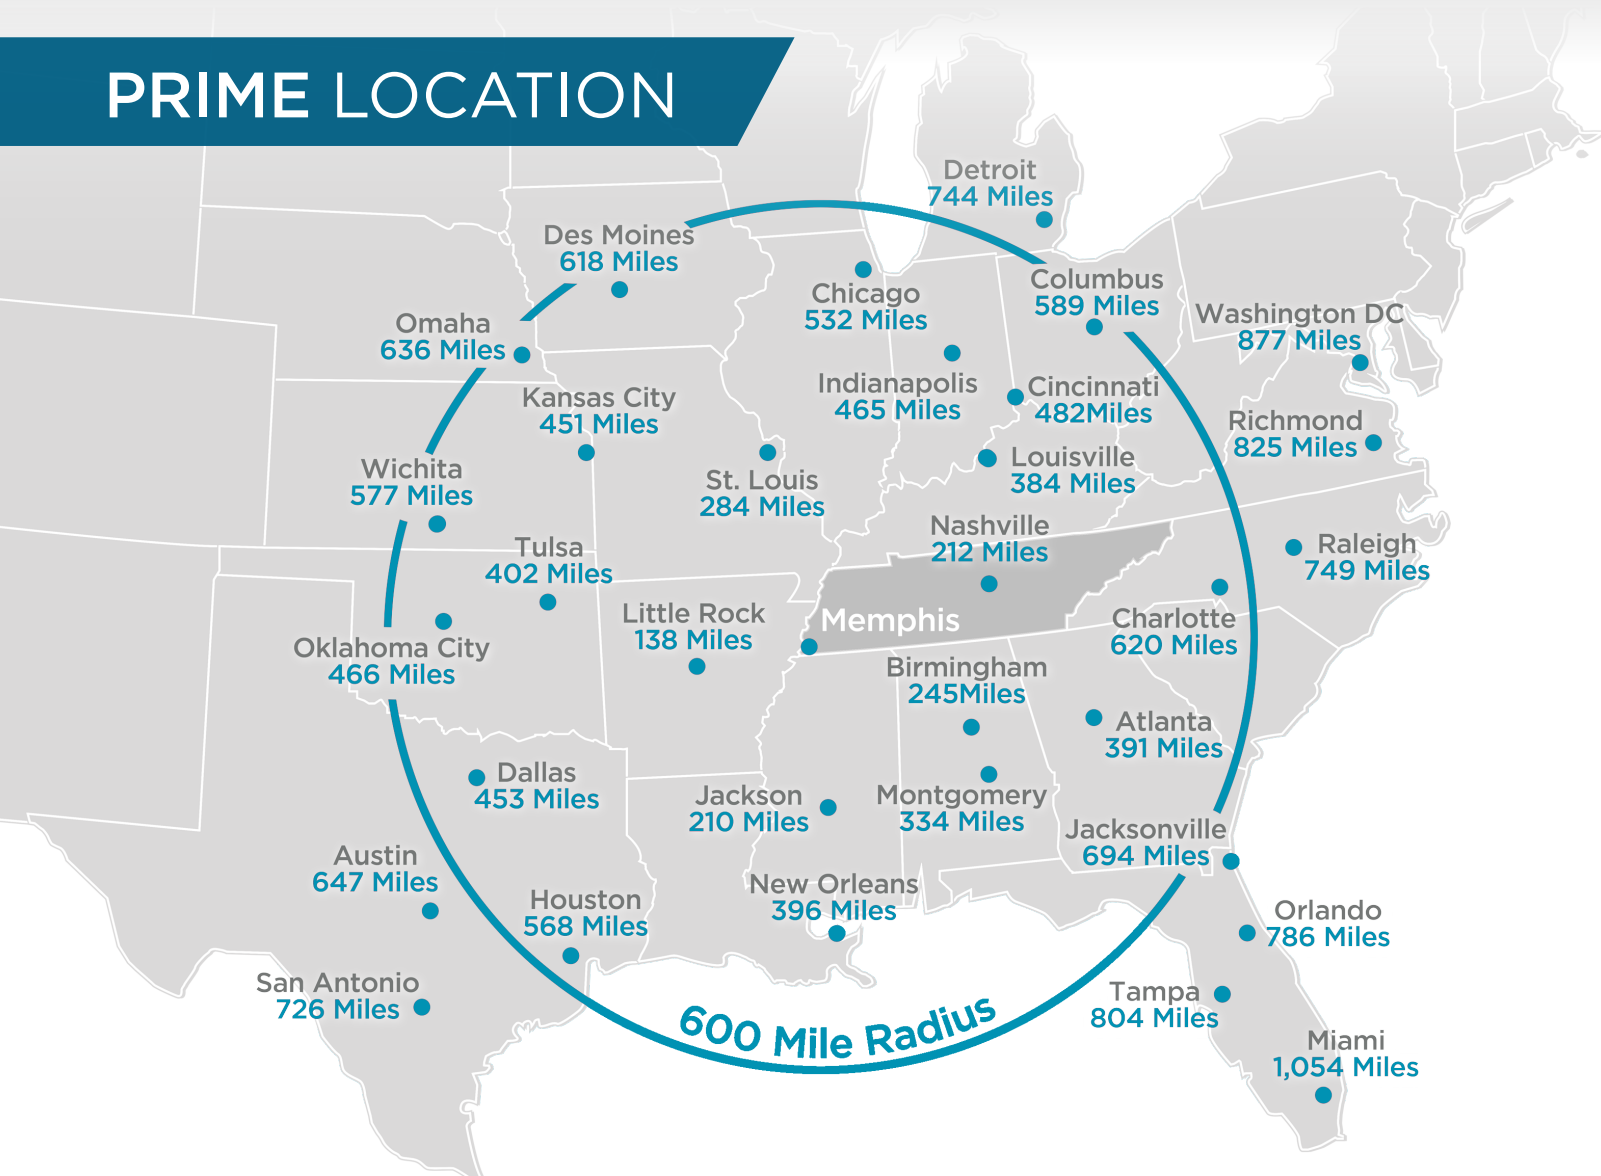 PRIME LOCATION
Detroit
744 Miles
Des Moines
618 Miles
Chicago
532 Miles
Columbus
589 Miles
Washington DC
877 Miles
Omaha
636 Miles
Kansas City
451 Miles
Indianapolis
465 Miles
Cincinnati
482Miles
Richmond
825 Miles
Wichita
577 Miles
St. Louis
284 Miles
Louisville
384 Miles
Nashville
212 Miles
Tulsa
402 Miles
Raleigh
749 Miles
Little Rock
138 Miles
Memphis
Charlotte
620 Miles
Oklahoma City
466 Miles
Birmingham
245Miles
Atlanta
391 Miles
Dallas
453 Miles
Jackson
210 Miles
Montgomery
334 Miles
Jacksonville
694 Miles
Austin
647 Miles
Houston
568 Miles
New Orleans
396 Miles
Orlando
786 Miles
San Antonio
726 Miles
Tampa
804 Miles
600 Mile Radius
Miami
1,054 Miles